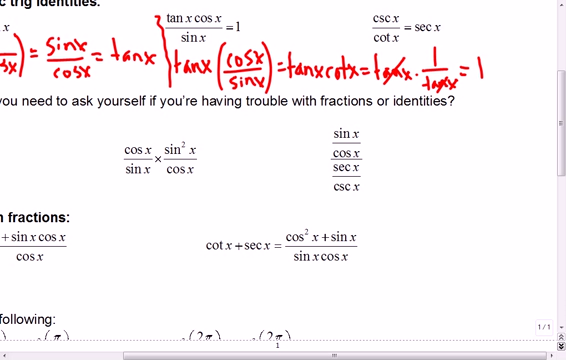 c trig identities.
x
tan x cos x / sin x = 1
csc x / cot x = sec x
sx) = sinx/cosx = tanx
tanx (cosx/sinx) = tanxcotx = tanx · 1/tanx = 1
you need to ask yourself if you're having trouble with fractions or identities?
cos x / sin x × sin² x / cos x
sin x / cos x / sec x / csc x
n fractions:
+ sin x cos x / cos x
cot x + sec x = cos² x + sin x / sin x cos x
following:
1 / 1
1